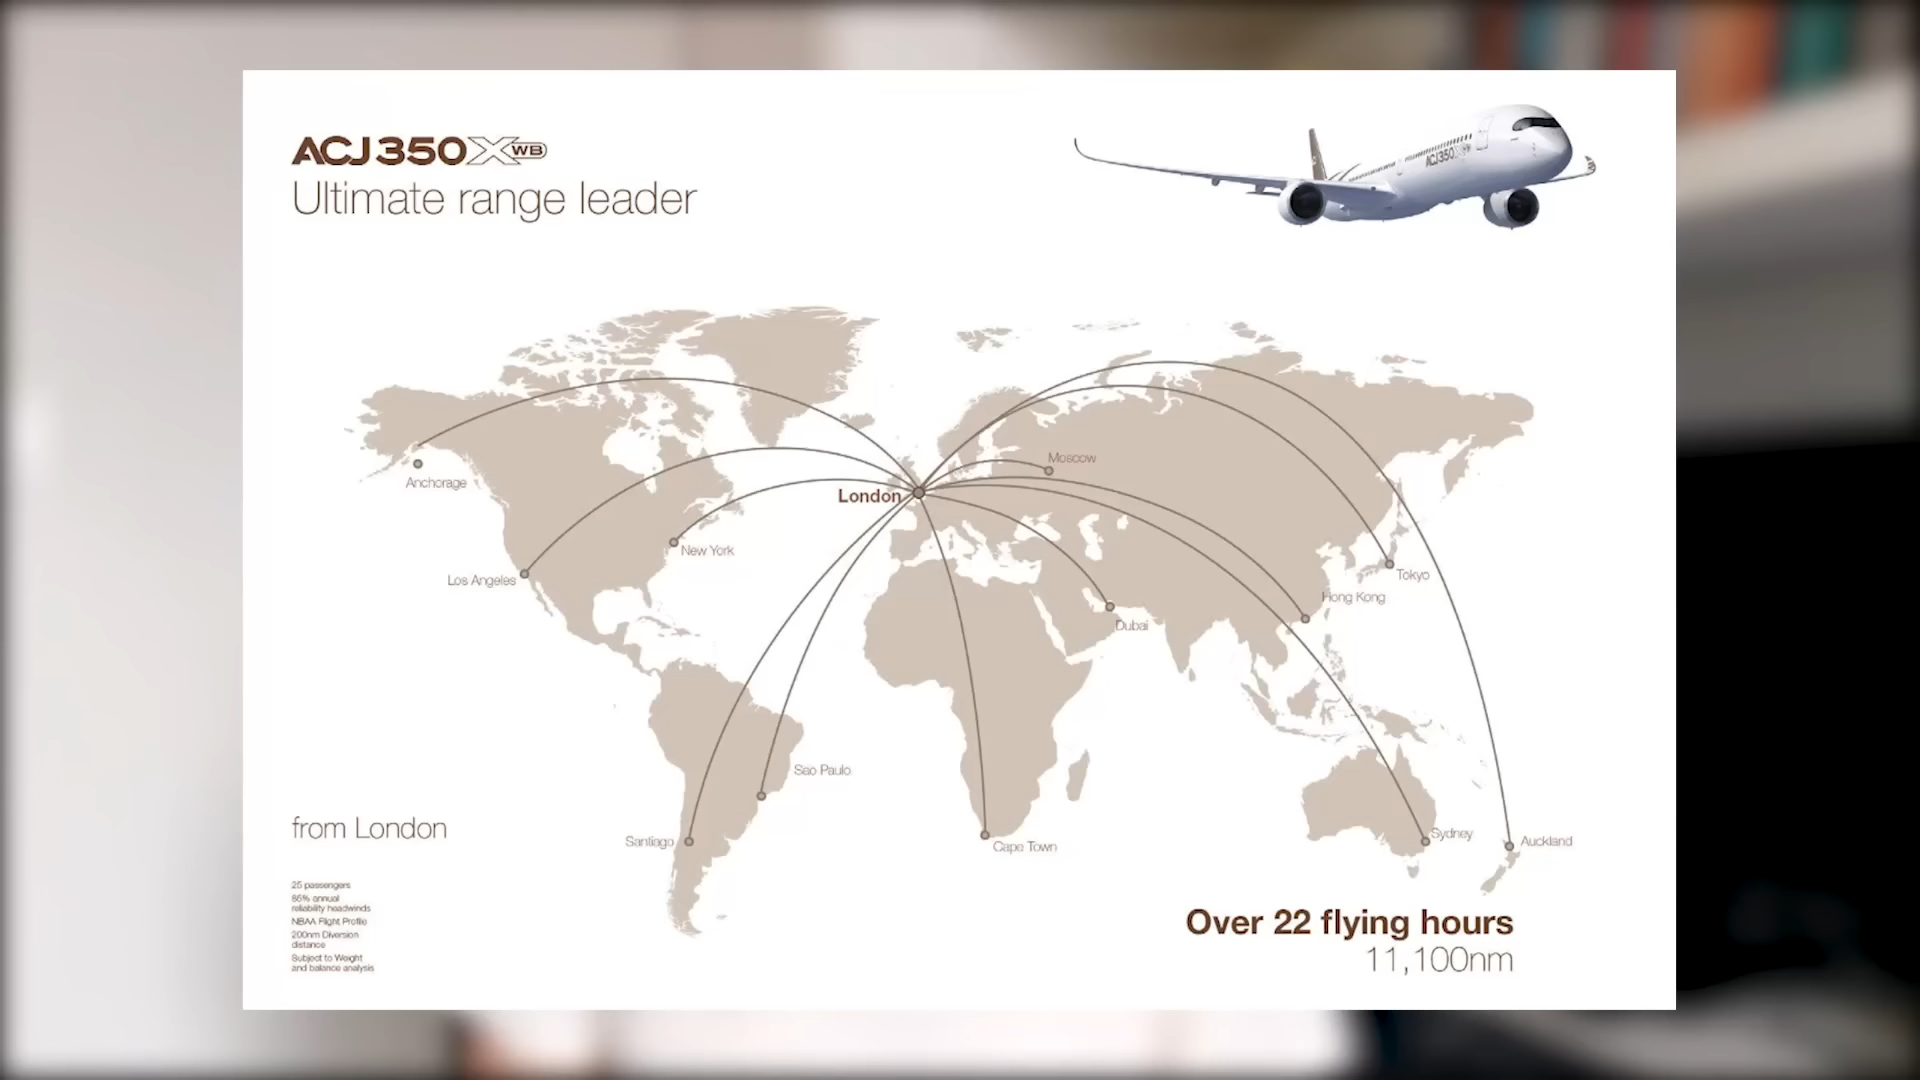 ACJ350XWB
Ultimate range leader
ACJ350XWB
Moscow
Anchorage
London
New York
Los Angeles
Tokyo
Hong Kong
Dubai
Sao Paulo
Santiago
Cape Town
Sydney
Auckland
from London
25 passengers
85% annual
reliability headwinds
NBAA Flight Profile
200nm Diversion
distance
Subject to Weight
and balance analysis
Over 22 flying hours
11,100nm